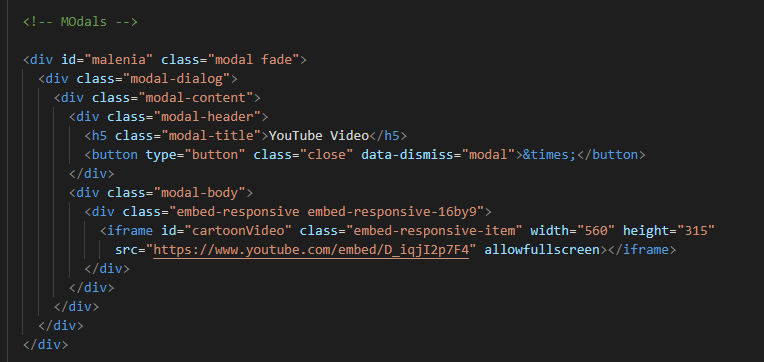 <!-- MOdals -->
<div id="malenia" class="modal fade">
<div class="modal-dialog">
<div class="modal-content">
<div class="modal-header">
<h5 class="modal-title">YouTube Video</h5>
<button type="button" class="close" data-dismiss="modal">&times;</button>
</div>
<div class="modal-body">
<div class="embed-responsive embed-responsive-16by9">
<iframe id="cartoonVideo" class="embed-responsive-item" width="560" height="315"
src="https://www.youtube.com/embed/D_iqjI2p7F4" allowfullscreen></iframe>
</div>
</div>
</div>
</div>
</div>